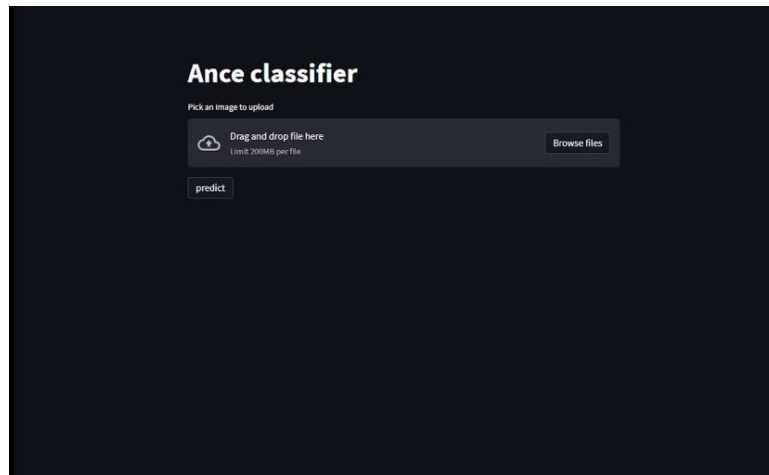 Ance classifier
Pick an image to upload
Drag and drop file here
Limit 200MB per file
Browse files
predict